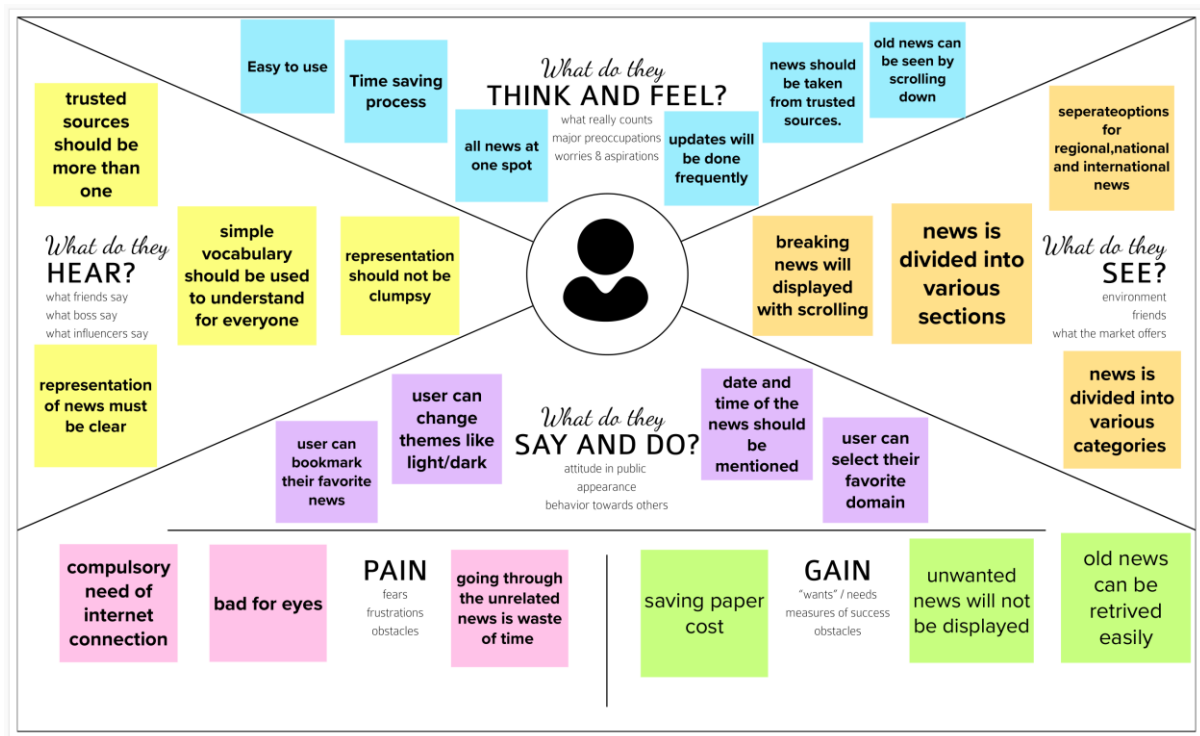 Easy to use
Time saving
process
What do they
THINK AND FEEL?
what really counts
major preoccupations
worries & aspirations
all news at
one spot
updates will
be done
frequently
news should
be taken
from trusted
sources.
old news can
be seen by
scrolling
down
trusted
sources
should be
more than
one
What do they
HEAR?
what friends say
what boss say
what influencers say
simple
vocabulary
should be used
to understand
for everyone
representation
should not be
clumpsy
representation
of news must
be clear
seperateoptions
for
regional,national
and international
news
breaking
news will
displayed
with scrolling
news is
divided into
various
sections
What do they
SEE?
environment
friends
what the market offers
news is
divided into
various
categories
user can
bookmark
their favorite
news
user can
change
themes like
light/dark
What do they
SAY AND DO?
attitude in public
appearance
behavior towards others
date and
time of the
news should
be
mentioned
user can
select their
favorite
domain
compulsory
need of
internet
connection
bad for eyes
PAIN
fears
frustrations
obstacles
going through
the unrelated
news is waste
of time
saving paper
cost
GAIN
“wants” / needs
measures of success
obstacles
unwanted
news will not
be displayed
old news
can be
retrived
easily